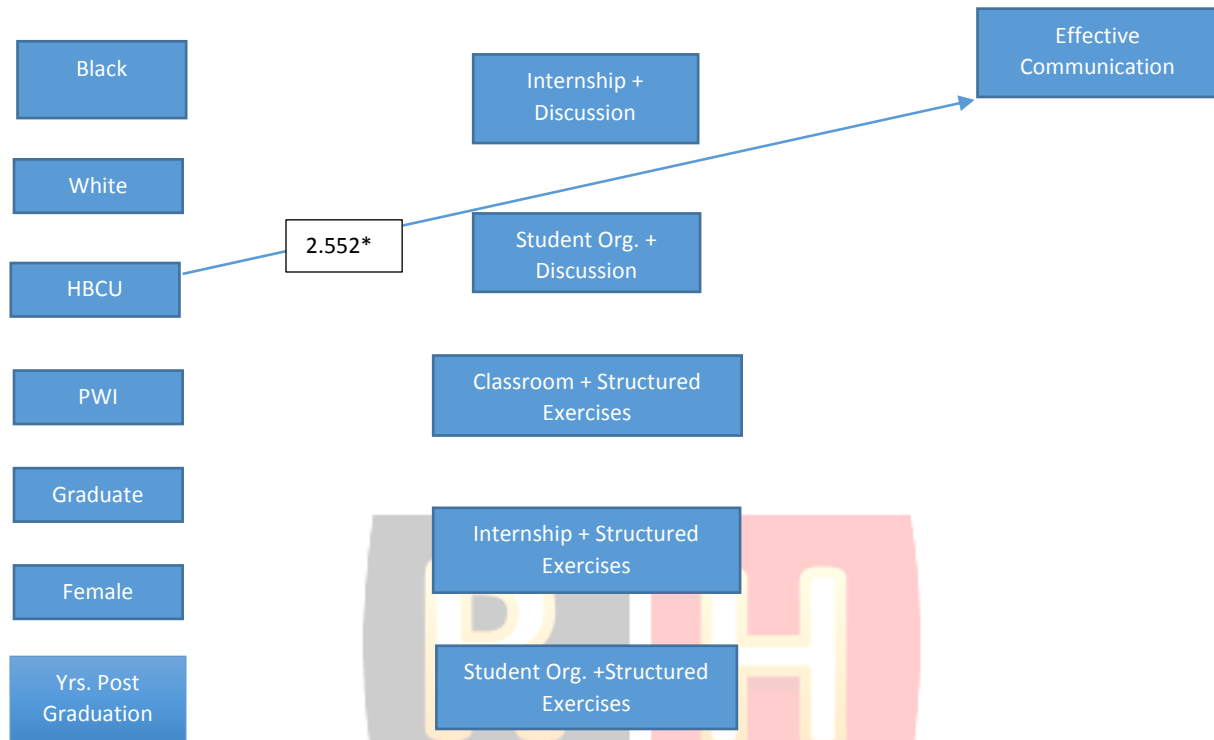 Black
White
HBCU
PWI
Graduate
Female
Yrs. Post
Graduation
2.552*
Internship +
Discussion
Student Org. +
Discussion
Classroom + Structured
Exercises
Internship + Structured
Exercises
Student Org. +Structured
Exercises
Effective
Communication
R H